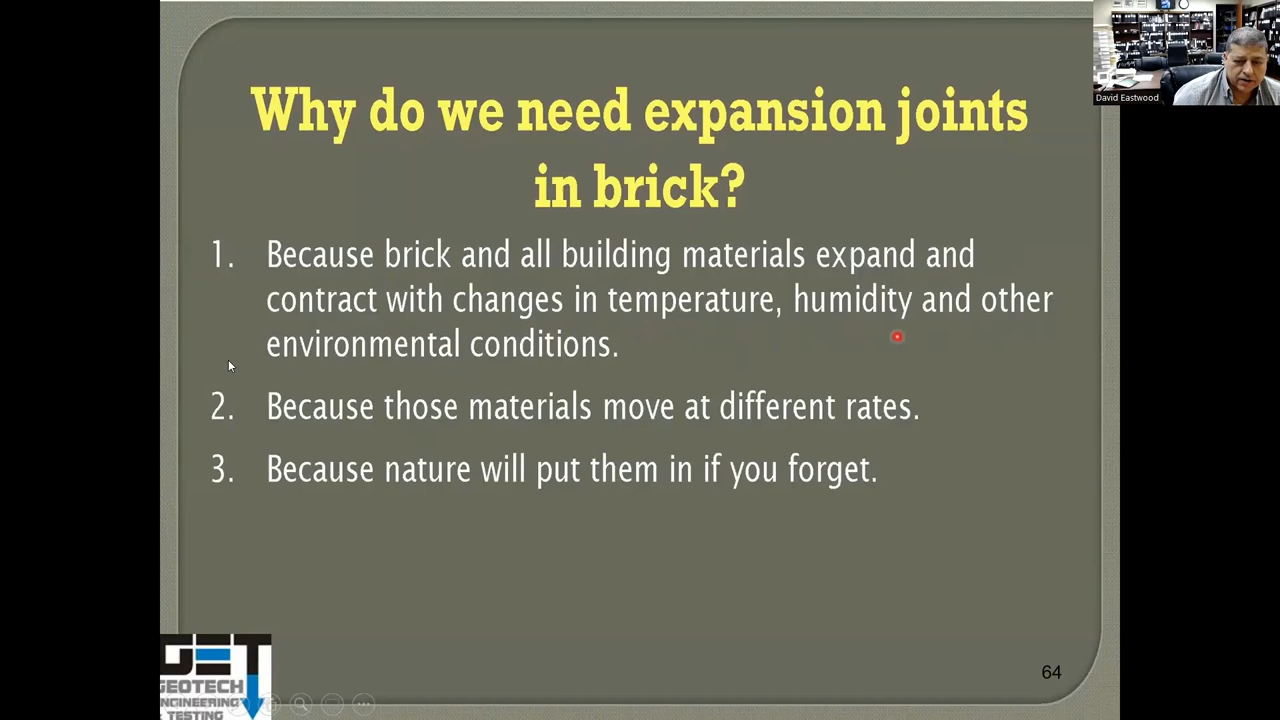 Why do we need expansion joints
in brick?
David Eastwood
1. Because brick and all building materials expand and
contract with changes in temperature, humidity and other
environmental conditions.
2. Because those materials move at different rates.
3. Because nature will put them in if you forget.
GET
GEOTECH
ENGINEERING
TESTING
64